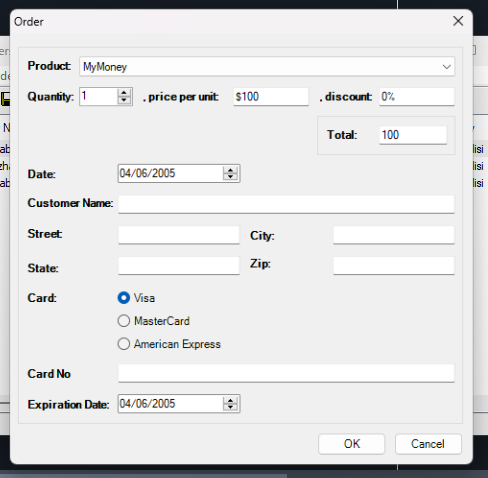 Order
Product: MyMoney
Quantity: 1 , price per unit: $100 , discount: 0%
Total: 100
Date: 04/06/2005
Customer Name:
Street: City:
State: Zip:
Card: Visa
MasterCard
American Express
Card No
Expiration Date: 04/06/2005
OK Cancel